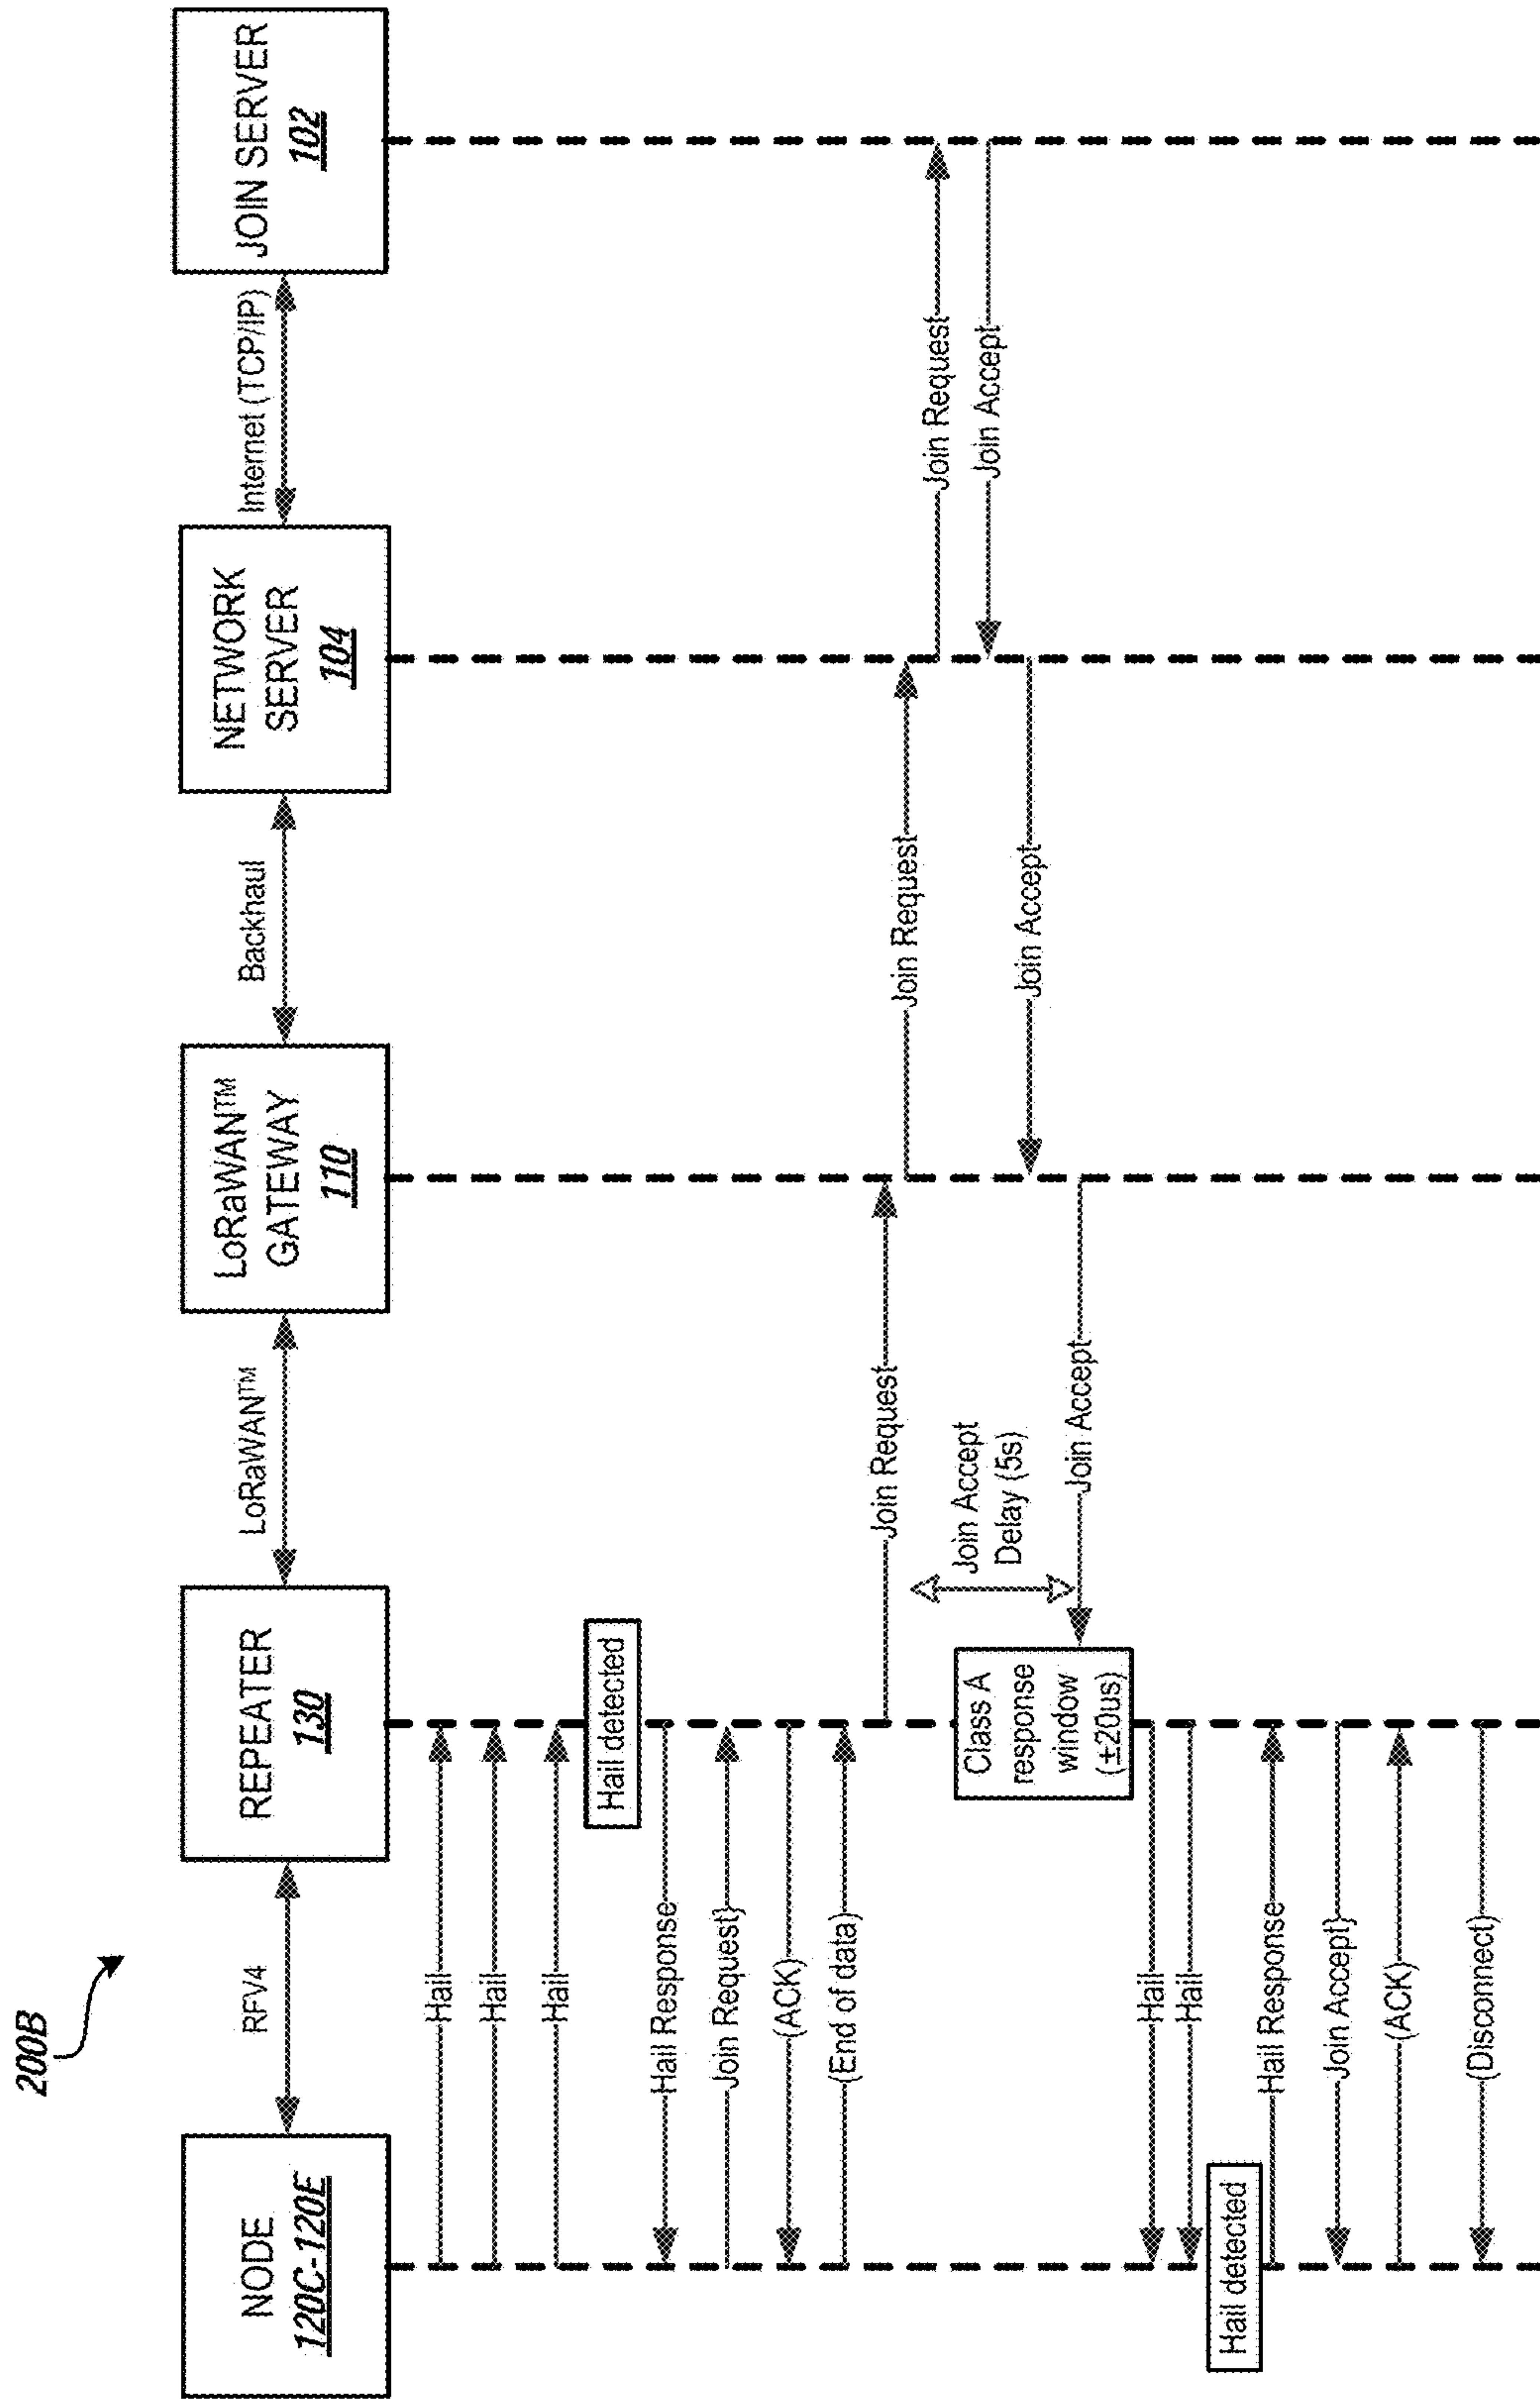 200B
NODE
120C-120E
RFV4
REPEATER
130
LoRaWAN™
LoRaWAN™
GATEWAY
110
Backhaul
NETWORK
SERVER
104
Internet (TCP/IP)
JOIN SERVER
102
Hail
Hail
Hail
Hail detected
Hail Response
Join Request}
(ACK)
(End of data)
Join Request
Join Request
Join Request
Join Accept
Join Accept
Join Accept
Delay (5s)
Join Accept
Class A
response
window
(±20us)
Hail
Hail
Hail detected
Hail Response
Join Accept}
(ACK)
(Disconnect)